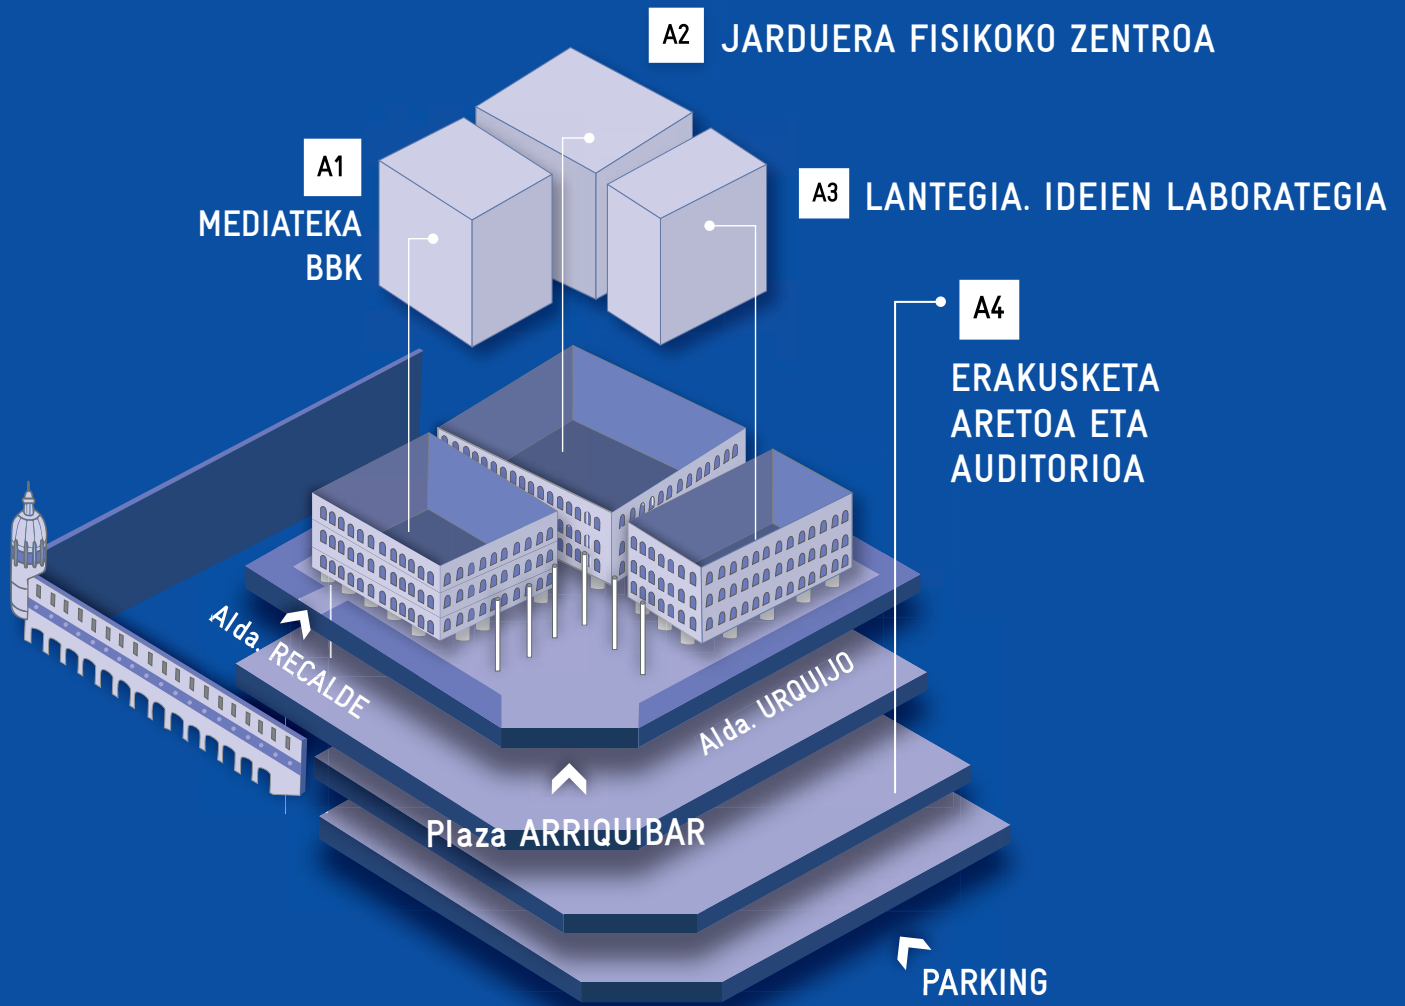 A2 JARDUERA FISIKOKO ZENTROA
A1
MEDIATEKA
BBK
A3 LANTEGIA. IDEIEN LABORATEGIA
A4
ERAKUSKETA
ARETOA ETA
AUDITORIOA
Alda. RECALDE
Alda. URQUIJO
Plaza ARRIQUIBAR
PARKING